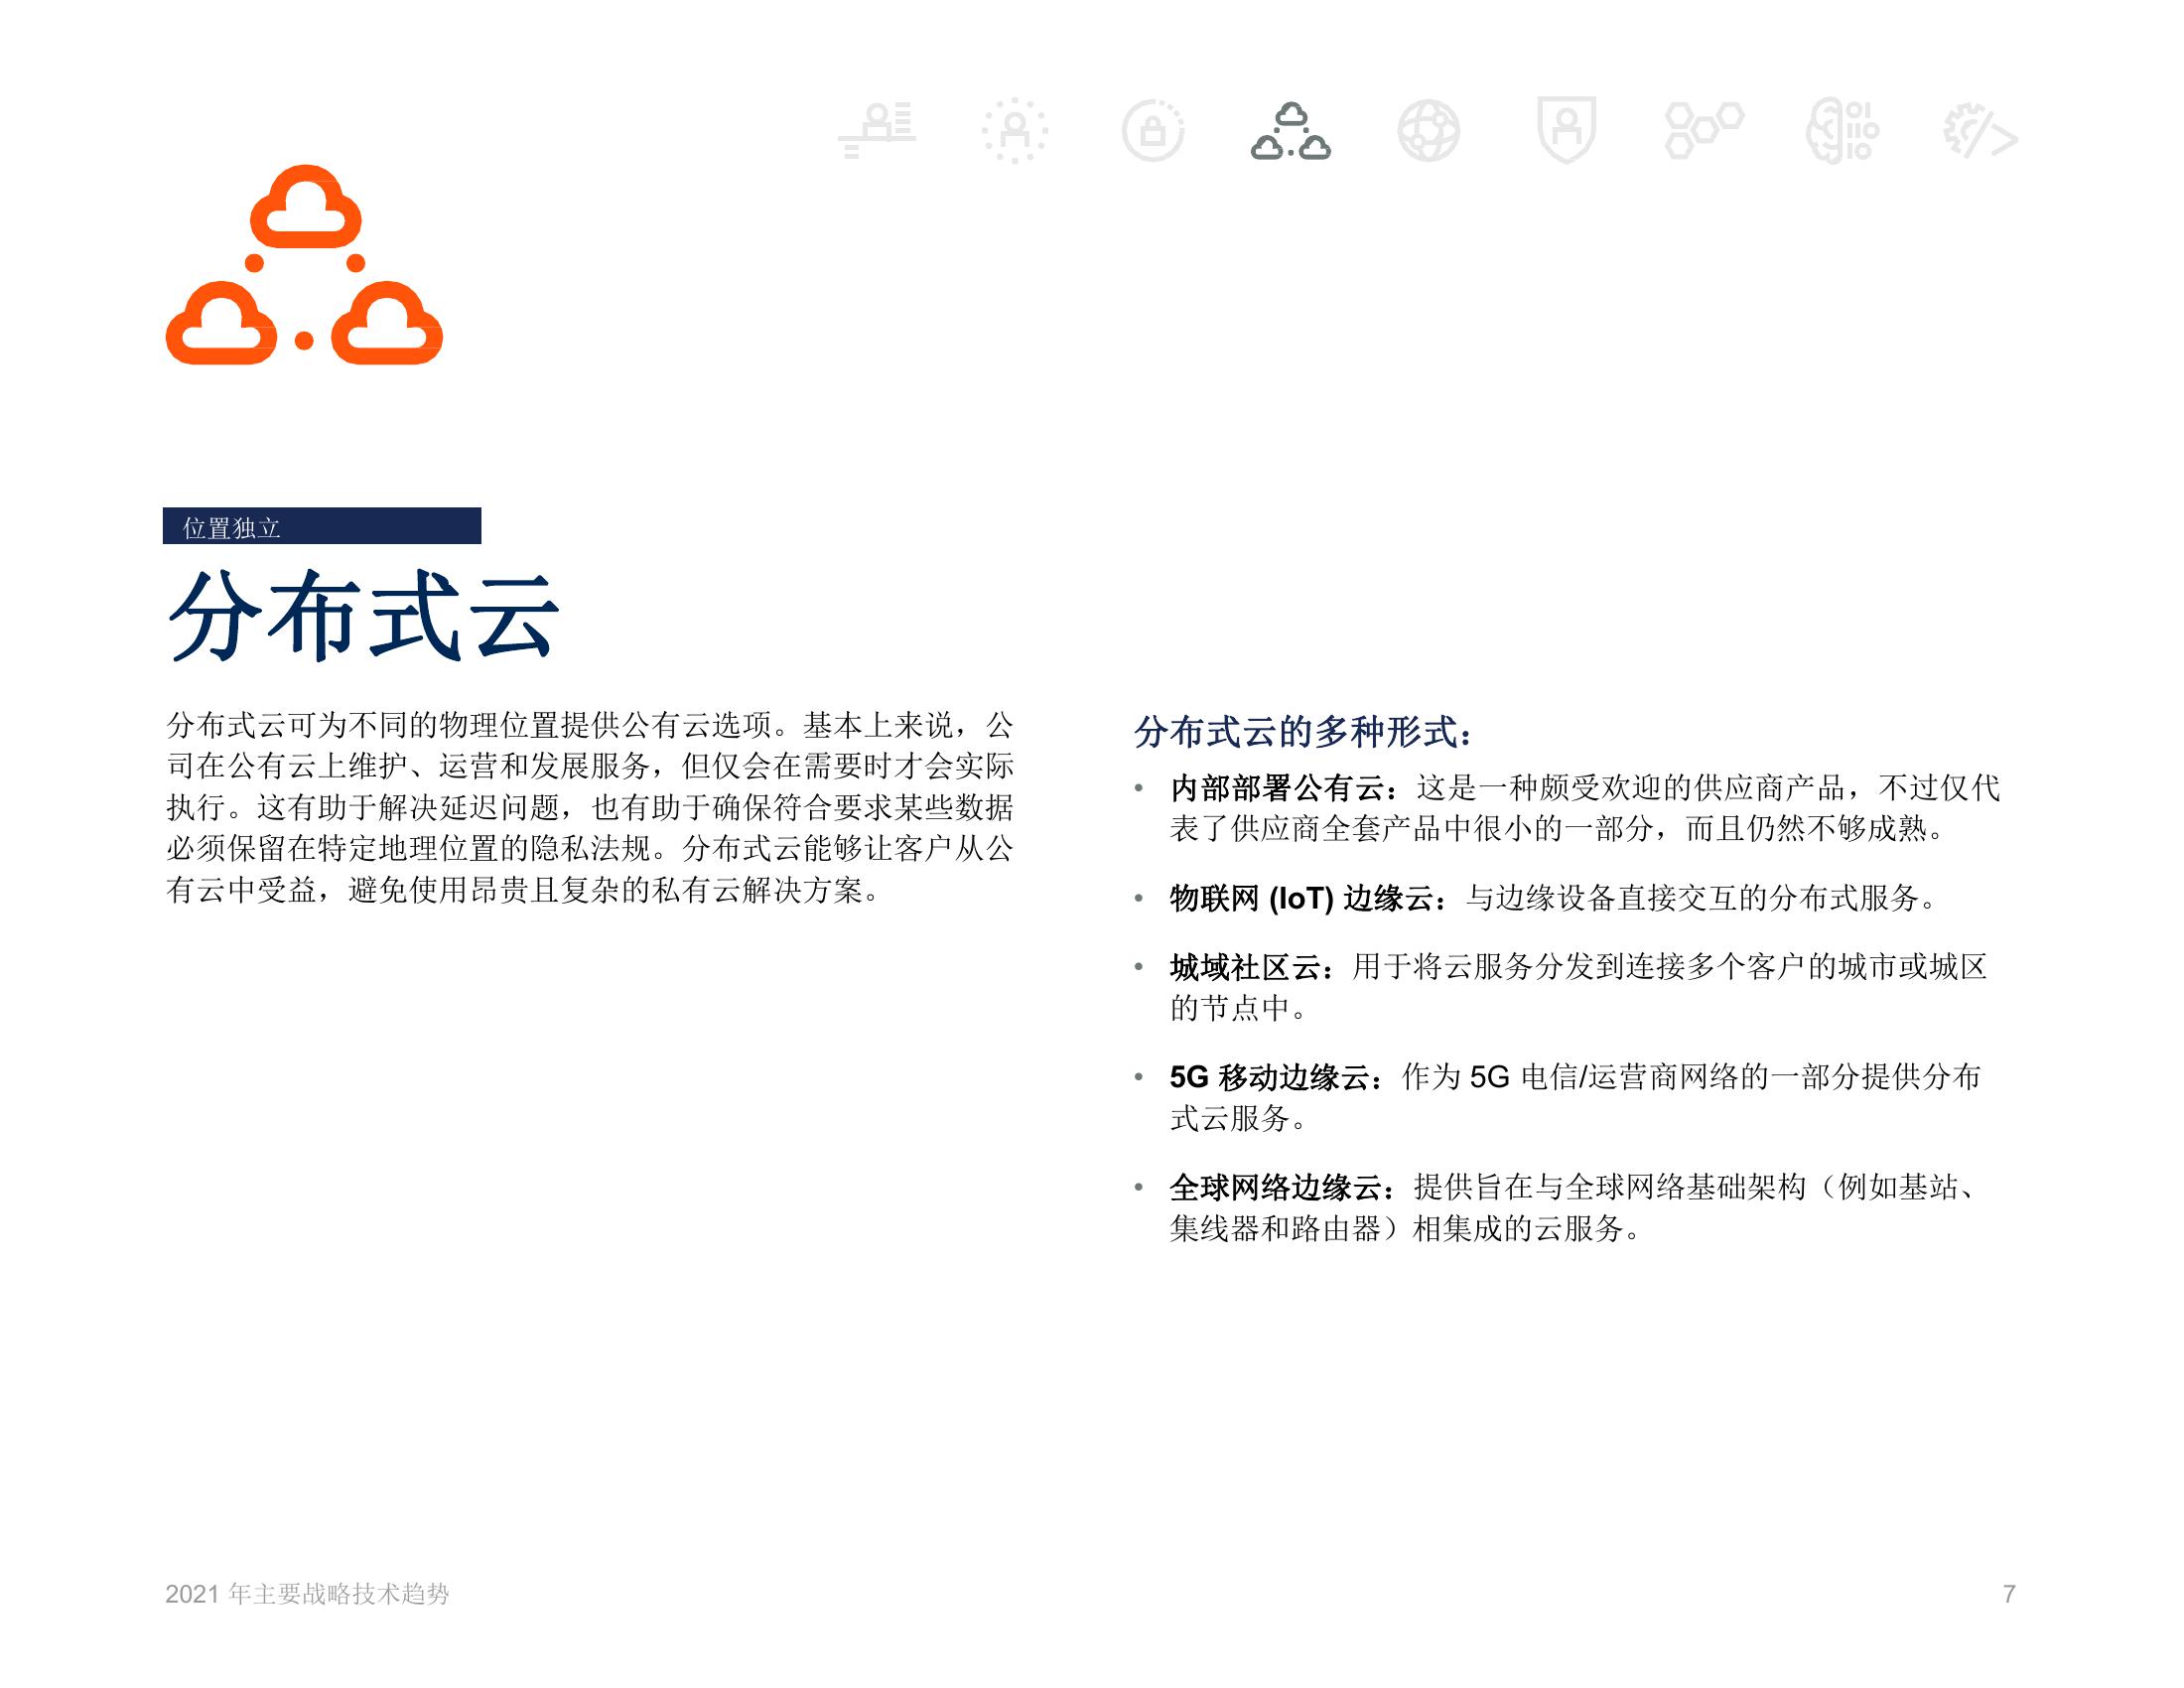 位置独立
分布式云
分布式云可为不同的物理位置提供公有云选项。基本上来说，公
司在公有云上维护、运营和发展服务，但仅会在需要时才会实际
执行。这有助于解决延迟问题，也有助于确保符合要求某些数据
必须保留在特定地理位置的隐私法规。分布式云能够让客户从公
有云中受益，避免使用昂贵且复杂的私有云解决方案。
分布式云的多种形式：
• 内部部署公有云：这是一种颇受欢迎的供应商产品，不过仅代
表了供应商全套产品中很小的一部分，而且仍然不够成熟。
• 物联网 (IoT) 边缘云：与边缘设备直接交互的分布式服务。
• 城域社区云：用于将云服务分发到连接多个客户的城市或城区
的节点中。
• 5G 移动边缘云：作为 5G 电信/运营商网络的一部分提供分布
式云服务。
• 全球网络边缘云：提供旨在与全球网络基础架构（例如基站、
集线器和路由器）相集成的云服务。
2021 年主要战略技术趋势
7